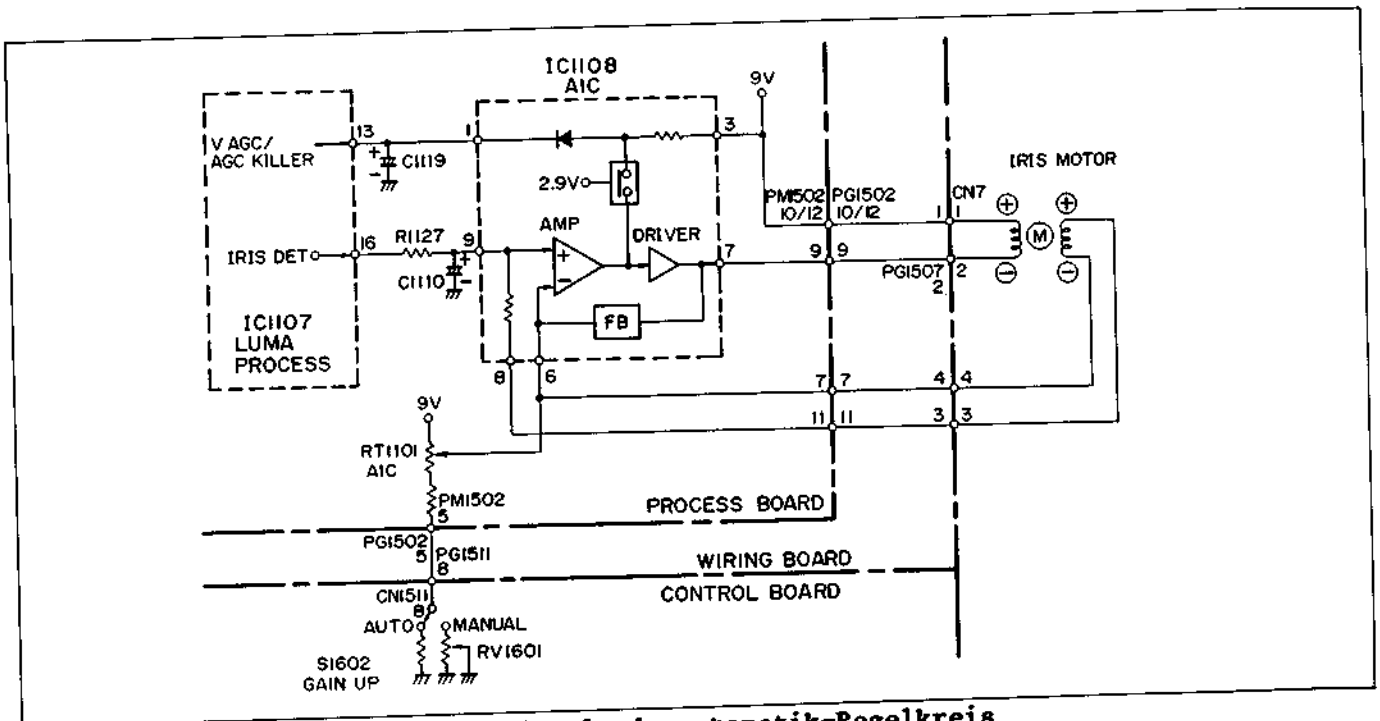 IC1108
AIC
9V
V AGC/
AGC KILLER
13
C1119
1
3
2.9V
IRIS MOTOR
PM1502
10/12
PG1502
10/12
CN7
1
1
IRIS DET
16
R1127
9
C1110
AMP
DRIVER
7
9
9
PG1507
2
2
M
FB
IC1107
LUMA
PROCESS
8
6
7
7
4
4
11
11
3
3
9V
RT1101
AIC
PM1502
5
PROCESS BOARD
PG1502
5
PG1511
8
WIRING BOARD
CONTROL BOARD
CN1511
8
AUTO
MANUAL
RV1601
S1602
GAIN UP